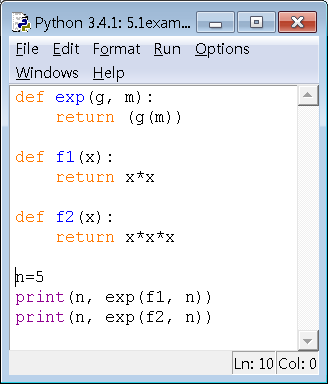 Python 3.4.1: 5.1exam...
File Edit Format Run Options
Windows Help
def exp(g, m):
    return (g(m))
def f1(x):
    return x*x
def f2(x):
    return x*x*x
n=5
print(n, exp(f1, n))
print(n, exp(f2, n))
Ln: 10 Col: 0